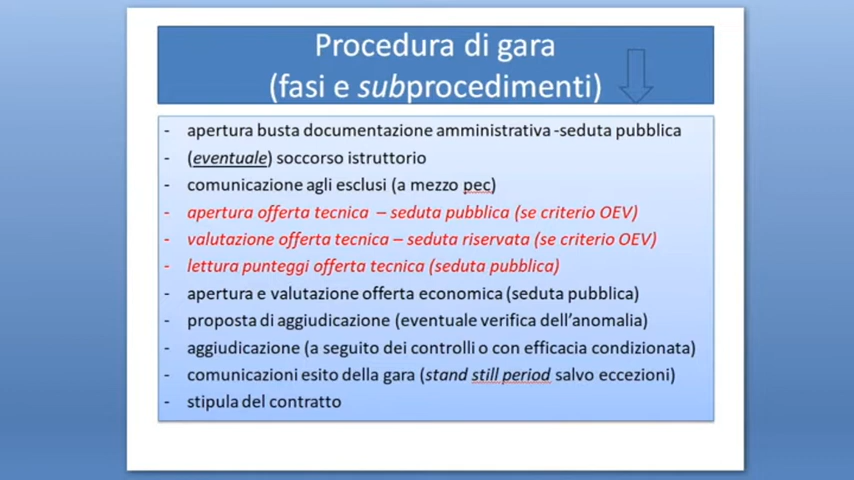 Procedura di gara
(fasi e subprocedimenti)
- apertura busta documentazione amministrativa -seduta pubblica
- (eventuale) soccorso istruttorio
- comunicazione agli esclusi (a mezzo pec)
- apertura offerta tecnica – seduta pubblica (se criterio OEV)
- valutazione offerta tecnica – seduta riservata (se criterio OEV)
- lettura punteggi offerta tecnica (seduta pubblica)
- apertura e valutazione offerta economica (seduta pubblica)
- proposta di aggiudicazione (eventuale verifica dell'anomalia)
- aggiudicazione (a seguito dei controlli o con efficacia condizionata)
- comunicazioni esito della gara (stand still period salvo eccezioni)
- stipula del contratto